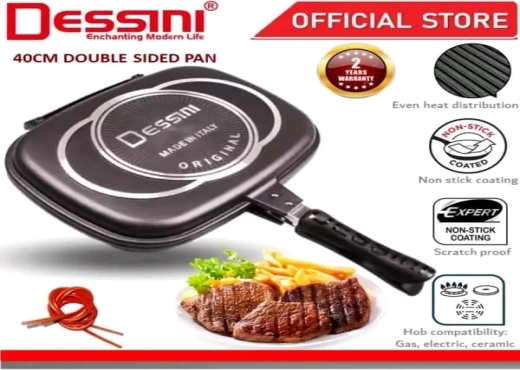 DESSINI®
Enchanting Modern Life
OFFICIAL STORE
40CM DOUBLE SIDED PAN
2
YEARS
WARRANTY
Even heat distribution
DESSINI
MADE IN ITALY
ORIGINAL
NON-STICK
COATED
Non stick coating
EXPERT
NON-STICK
COATING
Scratch proof
Hob compatibility:
Gas, electric, ceramic